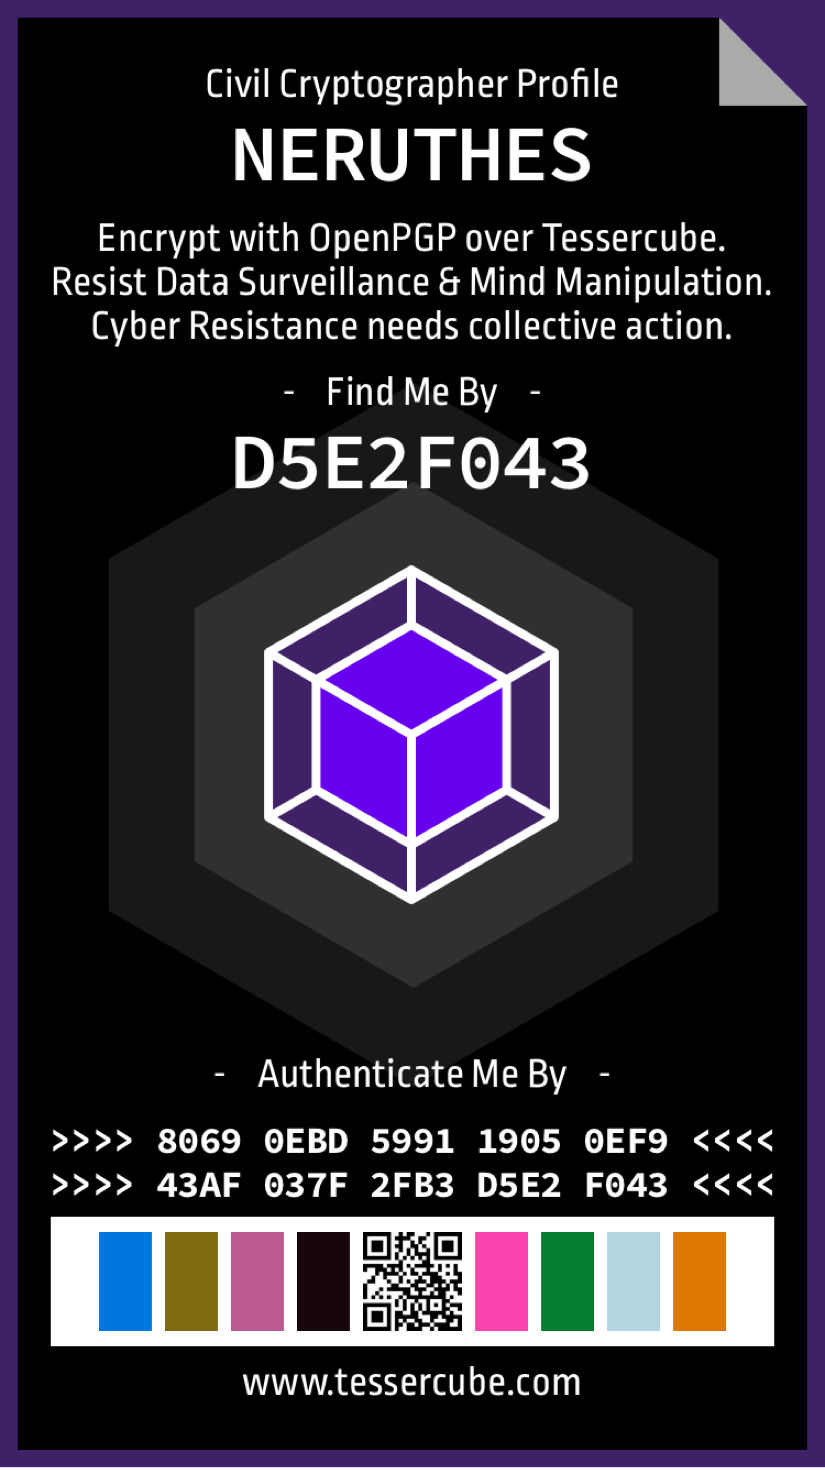 Civil Cryptographer Profile
NERUTHES
Encrypt with OpenPGP over Tessercube.
Resist Data Surveillance & Mind Manipulation.
Cyber Resistance needs collective action.
- Find Me By -
D5E2F043
- Authenticate Me By -
>>>> 8069 0EBD 5991 1905 0EF9 <<<<
>>>> 43AF 037F 2FB3 D5E2 F043 <<<<
www.tessercube.com